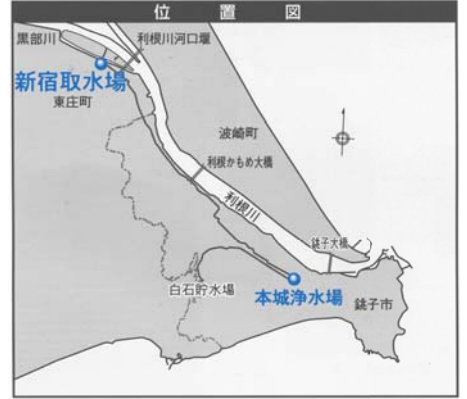 位置図
黒部川
利根川河口堰
新宿取水場
東庄町
波崎町
利根かもめ大橋
利根川
銚子大橋
白石貯水場
本城浄水場
銚子市